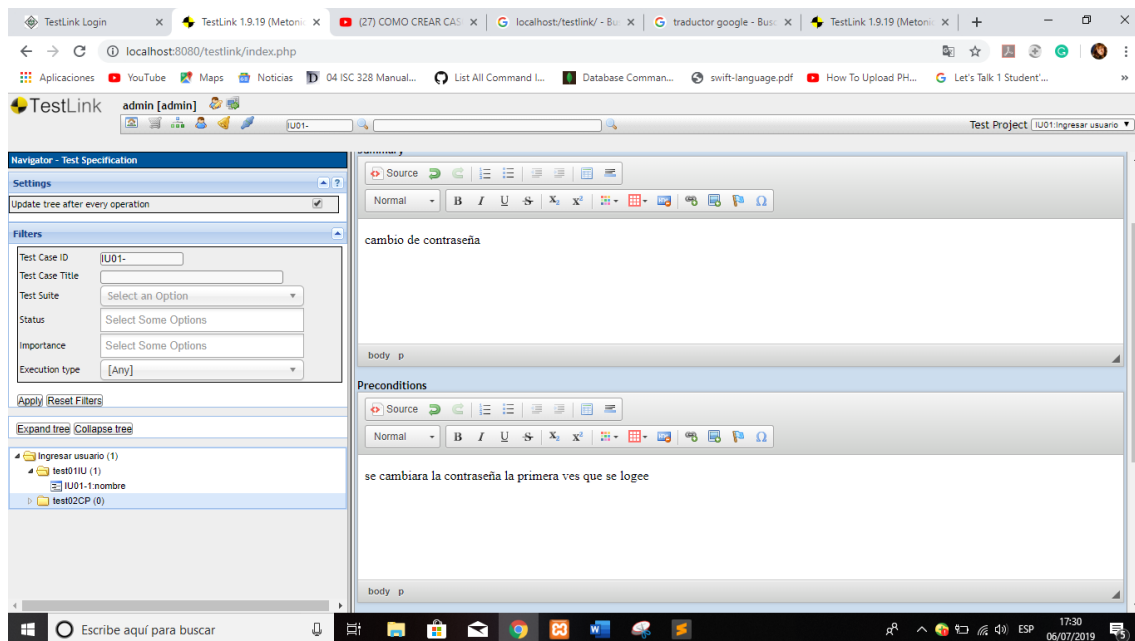 TestLink Login
TestLink 1.9.19 (Metonic
(27) COMO CREAR CAS
localhost:/testlink/ - Bu
traductor google - Busc
TestLink 1.9.19 (Metonic
localhost:8080/testlink/index.php
Aplicaciones YouTube Maps Noticias 04 ISC 328 Manual... List All Command I... Database Comman... swift-language.pdf How To Upload PH... Let's Talk 1 Student'... »
TestLink admin [admin]
IU01-
Test Project IU01:Ingresar usuario
Navigator - Test Specification
Settings
Update tree after every operation
Filters
Test Case ID IU01-
Test Case Title
Test Suite Select an Option
Status Select Some Options
Importance Select Some Options
Execution type [Any]
Apply Reset Filters
Expand tree Collapse tree
Ingresar usuario (1)
test01IU (1)
IU01-1:nombre
test02CP (0)
Summary
Source
Normal B I U S X₂ X² Ω
cambio de contraseña
body p
Preconditions
Source
Normal B I U S X₂ X² Ω
se cambiara la contraseña la primera ves que se logee
body p
Escribe aquí para buscar
ESP
17:30
06/07/2019